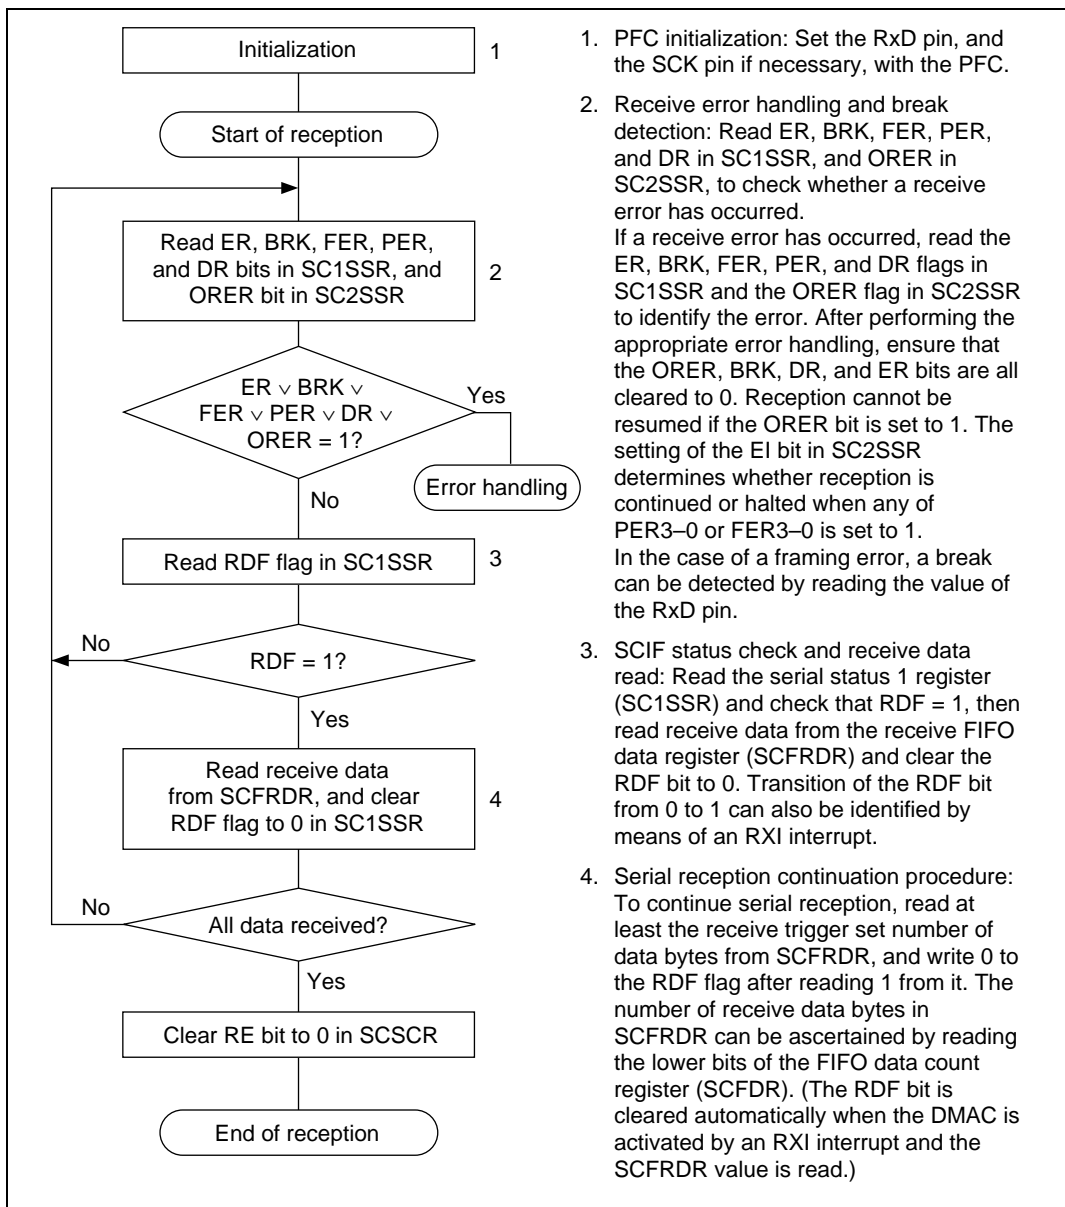 Initialization
1
Start of reception
Read ER, BRK, FER, PER,
and DR bits in SC1SSR, and
ORER bit in SC2SSR
2
ER ∨ BRK ∨
FER ∨ PER ∨ DR ∨
ORER = 1?
Yes
Error handling
No
Read RDF flag in SC1SSR
3
No
RDF = 1?
Yes
Read receive data
from SCFRDR, and clear
RDF flag to 0 in SC1SSR
4
No
All data received?
Yes
Clear RE bit to 0 in SCSCR
End of reception
1. PFC initialization: Set the RxD pin, and
the SCK pin if necessary, with the PFC.
2. Receive error handling and break
detection: Read ER, BRK, FER, PER,
and DR in SC1SSR, and ORER in
SC2SSR, to check whether a receive
error has occurred.
If a receive error has occurred, read the
ER, BRK, FER, PER, and DR flags in
SC1SSR and the ORER flag in SC2SSR
to identify the error. After performing the
appropriate error handling, ensure that
the ORER, BRK, DR, and ER bits are all
cleared to 0. Reception cannot be
resumed if the ORER bit is set to 1. The
setting of the EI bit in SC2SSR
determines whether reception is
continued or halted when any of
PER3–0 or FER3–0 is set to 1.
In the case of a framing error, a break
can be detected by reading the value of
the RxD pin.
3. SCIF status check and receive data
read: Read the serial status 1 register
(SC1SSR) and check that RDF = 1, then
read receive data from the receive FIFO
data register (SCFRDR) and clear the
RDF bit to 0. Transition of the RDF bit
from 0 to 1 can also be identified by
means of an RXI interrupt.
4. Serial reception continuation procedure:
To continue serial reception, read at
least the receive trigger set number of
data bytes from SCFRDR, and write 0 to
the RDF flag after reading 1 from it. The
number of receive data bytes in
SCFRDR can be ascertained by reading
the lower bits of the FIFO data count
register (SCFDR). (The RDF bit is
cleared automatically when the DMAC is
activated by an RXI interrupt and the
SCFRDR value is read.)